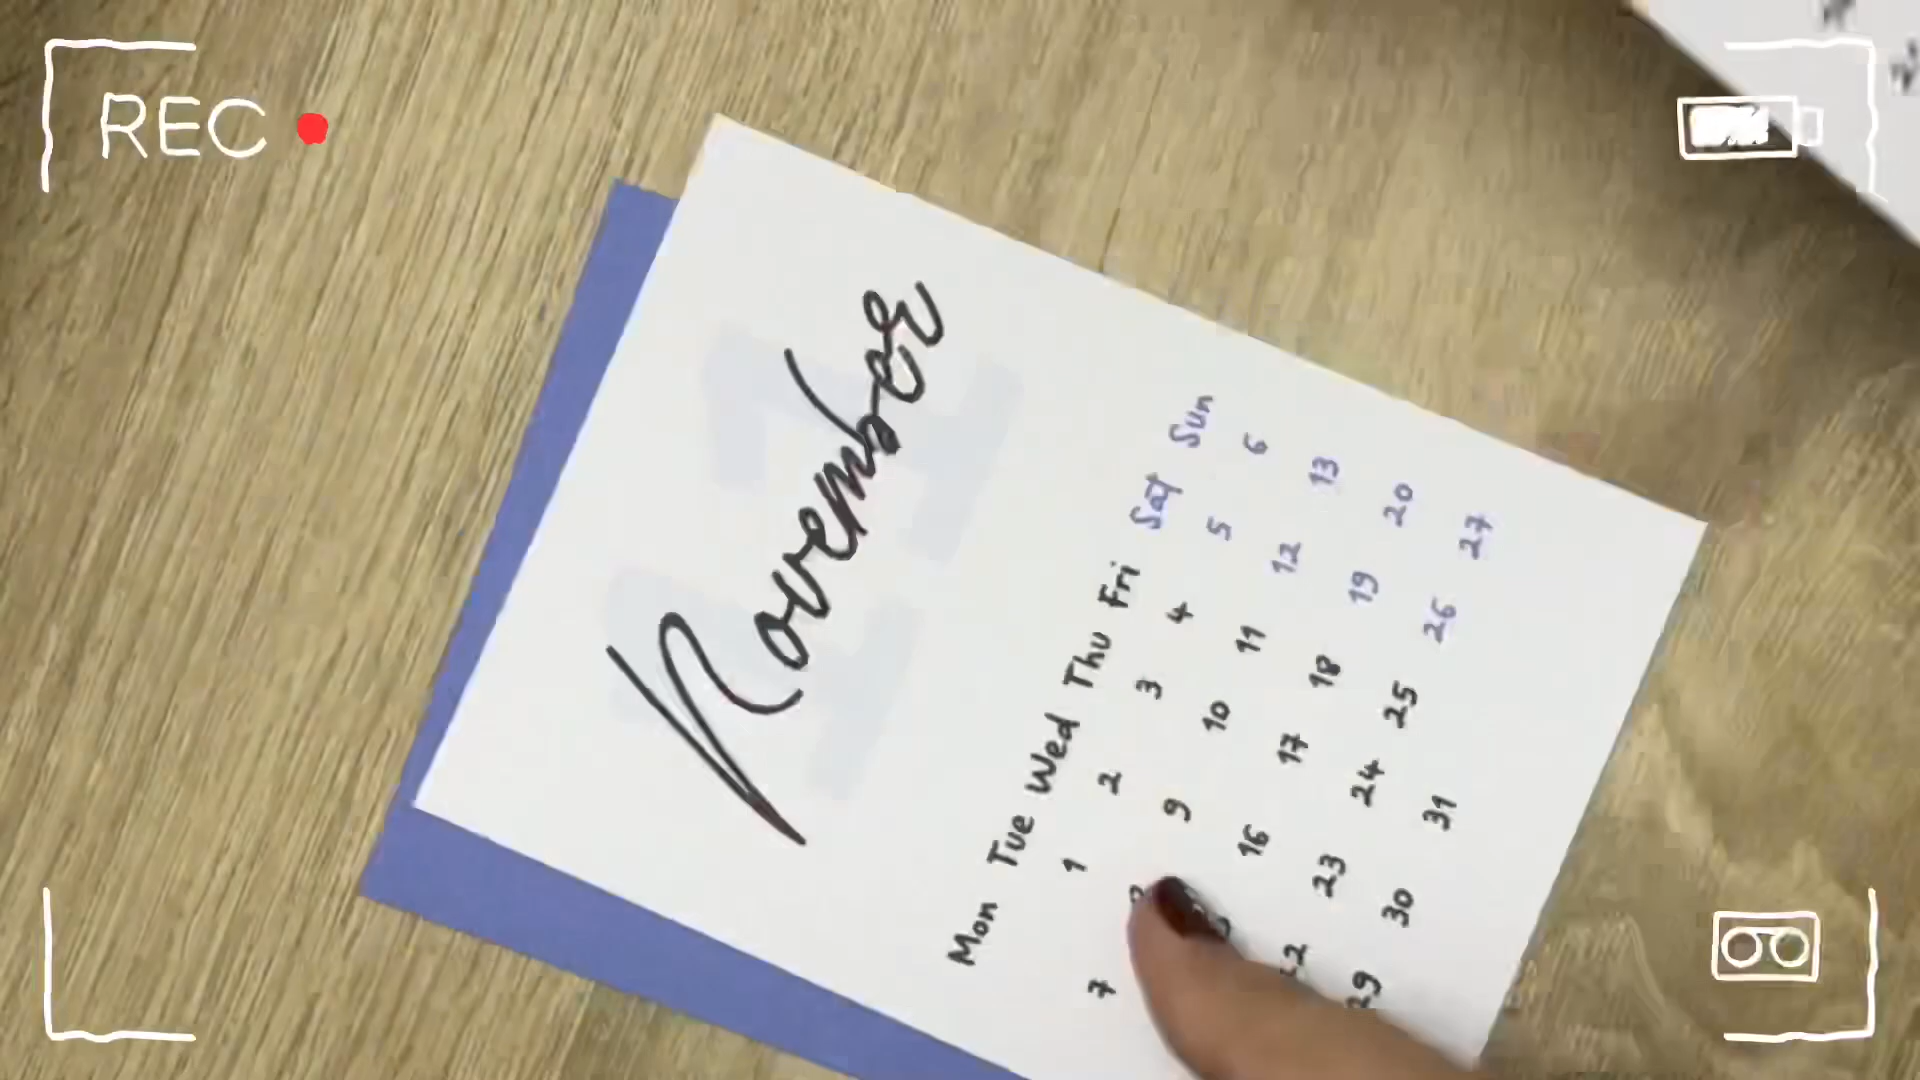 REC
November
Mon Tue Wed Thu Fri Sat Sun
1 2 3 4 5 6
7 9 10 11 12 13
16 17 18 19 20
23 24 25 26 27
29 30 31